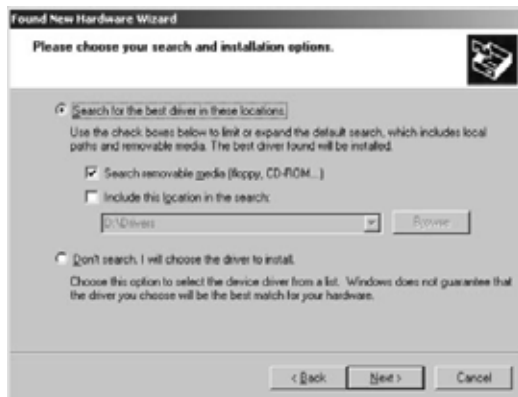 Found New Hardware Wizard
Please choose your search and installation options.
Search for the best driver in these locations.
Use the check boxes below to limit or expand the default search, which includes local
paths and removable media. The best driver found will be installed.
Search removable media (floppy, CD-ROM...)
Include this location in the search:
D:\Drivers
Browse
Don't search. I will choose the driver to install.
Choose this option to select the device driver from a list. Windows does not guarantee that
the driver you choose will be the best match for your hardware.
< Back
Next >
Cancel